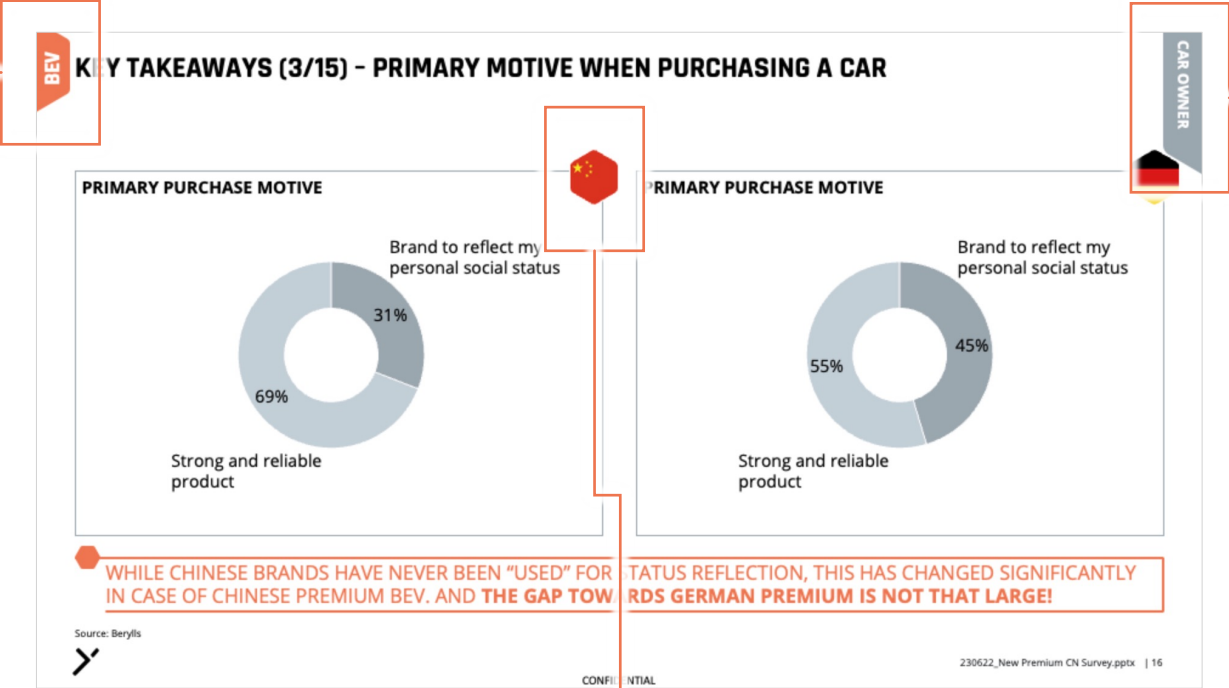 BEV
KEY TAKEAWAYS (3/15) – PRIMARY MOTIVE WHEN PURCHASING A CAR
CAR OWNER
PRIMARY PURCHASE MOTIVE
Brand to reflect my
personal social status
31%
69%
Strong and reliable
product
PRIMARY PURCHASE MOTIVE
Brand to reflect my
personal social status
45%
55%
Strong and reliable
product
WHILE CHINESE BRANDS HAVE NEVER BEEN “USED” FOR STATUS REFLECTION, THIS HAS CHANGED SIGNIFICANTLY
IN CASE OF CHINESE PREMIUM BEV. AND THE GAP TOWARDS GERMAN PREMIUM IS NOT THAT LARGE!
Source: Berylls
230622_New Premium CN Survey.pptx | 16
CONFIDENTIAL